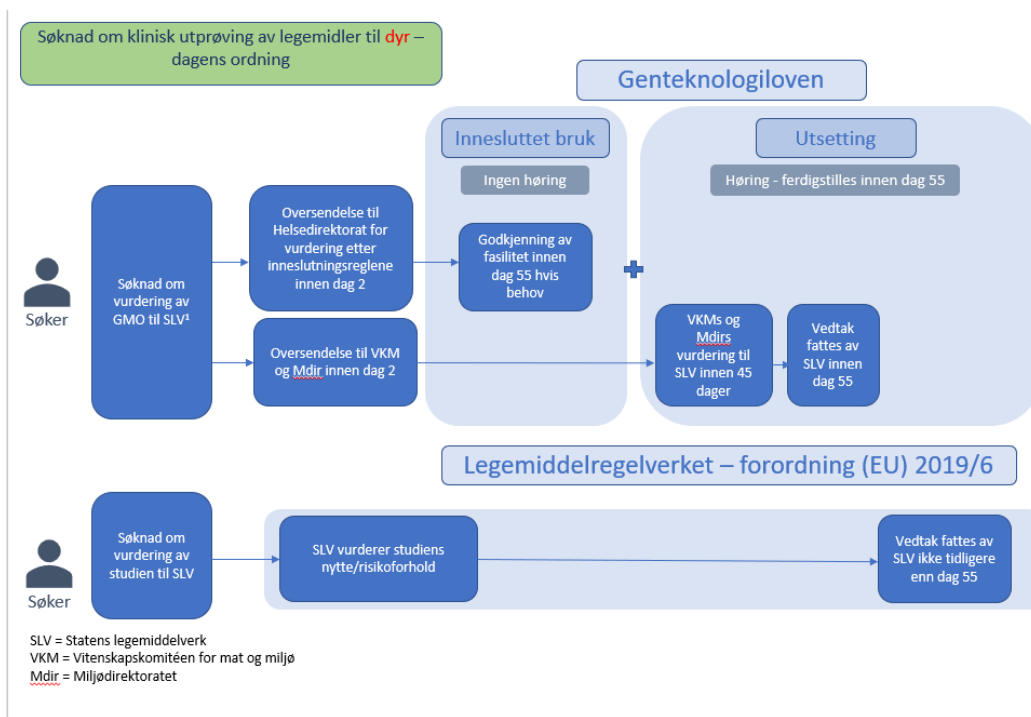 Søknad om klinisk utprøving av legemidler til dyr –
dagens ordning
Genteknologiloven
Innesluttet bruk
Utsetting
Ingen høring
Høring - ferdigstilles innen dag 55
Søker
Søknad om
vurdering av
GMO til SLV¹
Oversendelse til
Helsedirektorat for
vurdering etter
inneslutningsreglene
innen dag 2
Godkjenning av
fasilitet innen
dag 55 hvis
behov
Oversendelse til VKM
og Mdir innen dag 2
VKMs og
Mdirs
vurdering til
SLV innen 45
dager
Vedtak
fattes av
SLV innen
dag 55
Legemiddelregelverket – forordning (EU) 2019/6
Søker
Søknad om
vurdering av
studien til SLV
SLV vurderer studiens
nytte/risikoforhold
Vedtak fattes av
SLV ikke tidligere
enn dag 55
SLV = Statens legemiddelverk
VKM = Vitenskapskomitéen for mat og miljø
Mdir = Miljødirektoratet